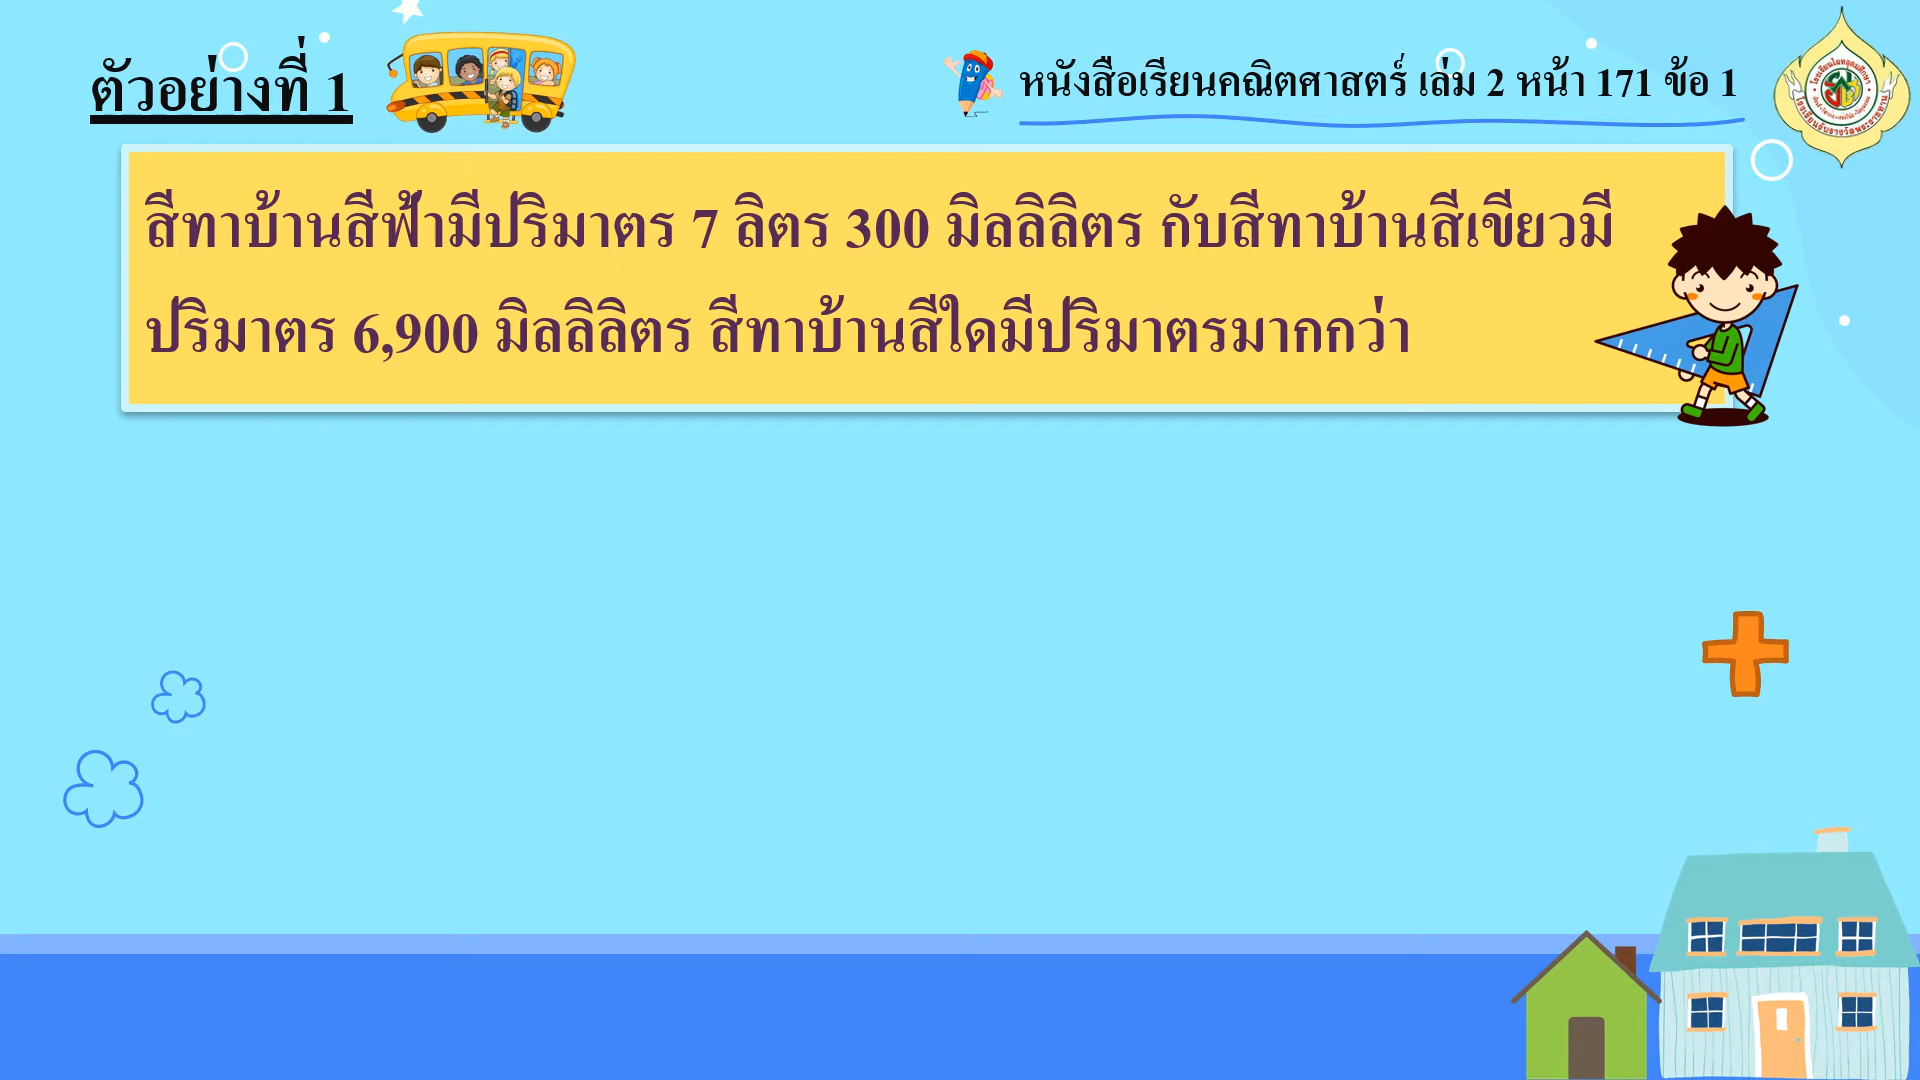 ตัวอย่างที่ 1
หนังสือเรียนคณิตศาสตร์ เล่ม 2 หน้า 171 ข้อ 1
สีทาบ้านสีฟ้ามีปริมาตร 7 ลิตร 300 มิลลิลิตร กับสีทาบ้านสีเขียวมี
ปริมาตร 6,900 มิลลิลิตร สีทาบ้านสีใดมีปริมาตรมากกว่า